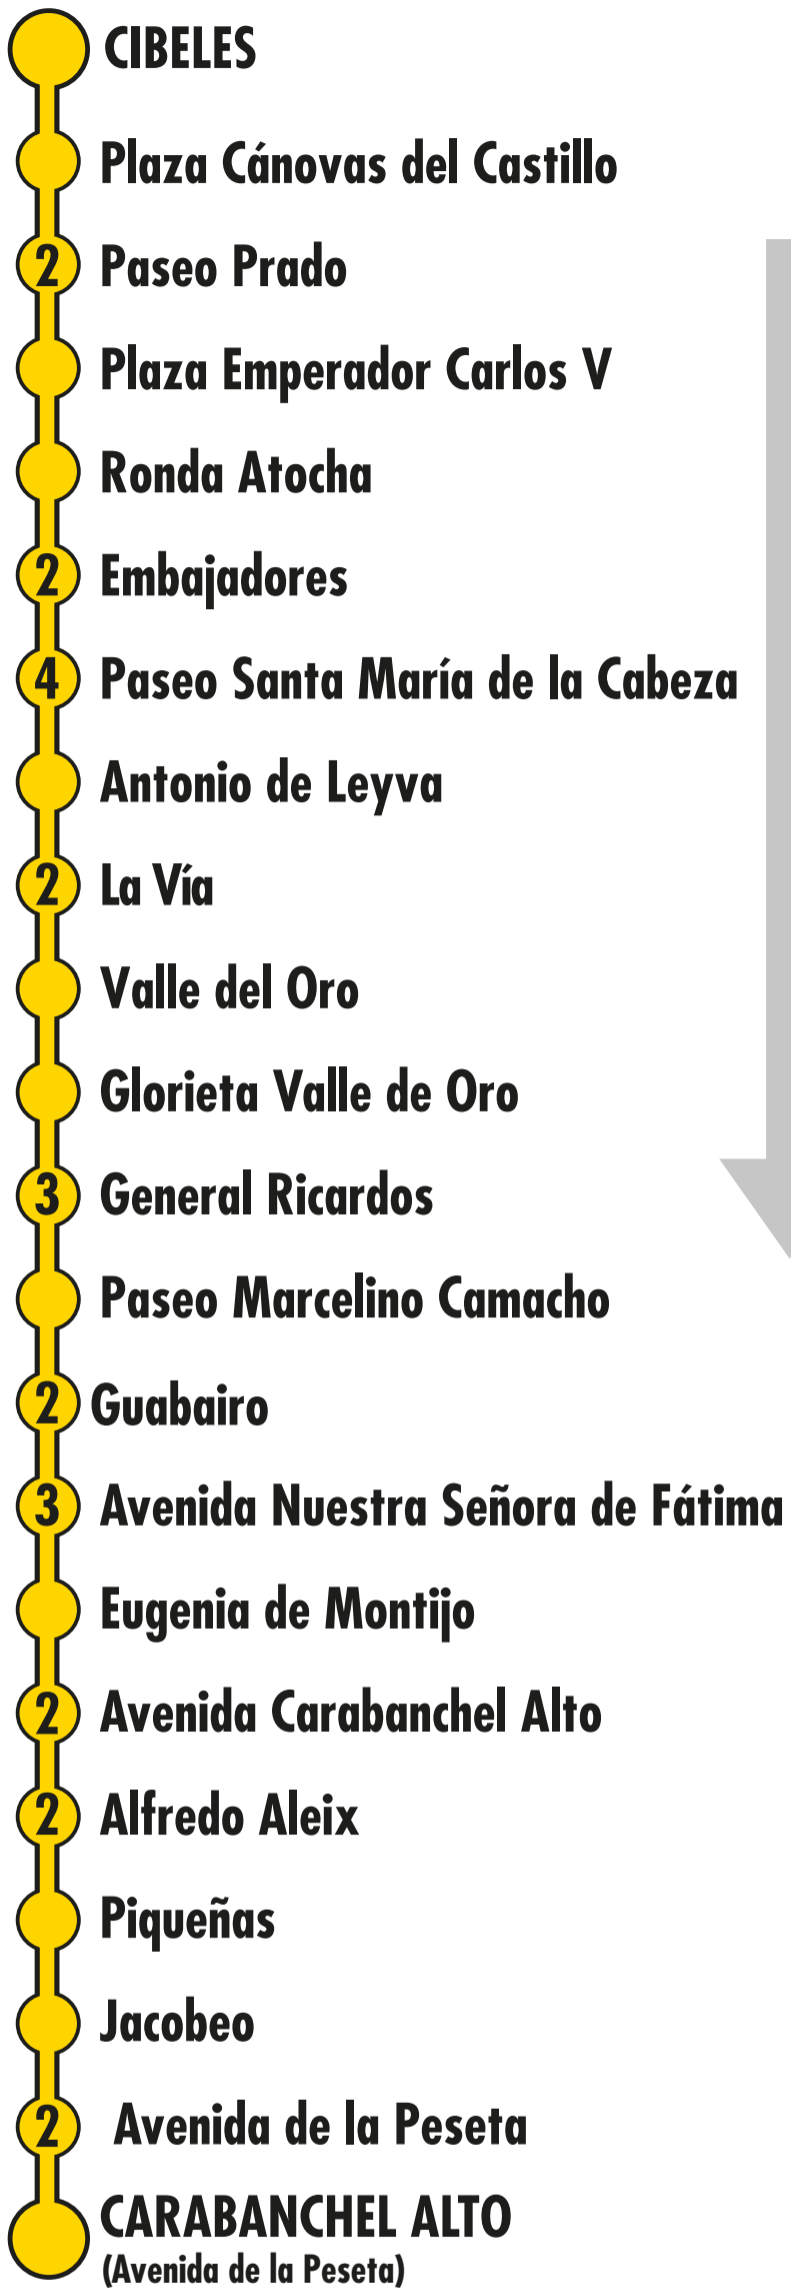 CIBELES
Plaza Cánovas del Castillo
2 Paseo Prado
Plaza Emperador Carlos V
Ronda Atocha
2 Embajadores
4 Paseo Santa María de la Cabeza
Antonio de Leyva
2 La Vía
Valle del Oro
Glorieta Valle de Oro
3 General Ricardos
Paseo Marcelino Camacho
2 Guabairo
3 Avenida Nuestra Señora de Fátima
Eugenia de Montijo
2 Avenida Carabanchel Alto
2 Alfredo Aleix
Piqueñas
Jacobeo
2 Avenida de la Peseta
CARABANCHEL ALTO
(Avenida de la Peseta)